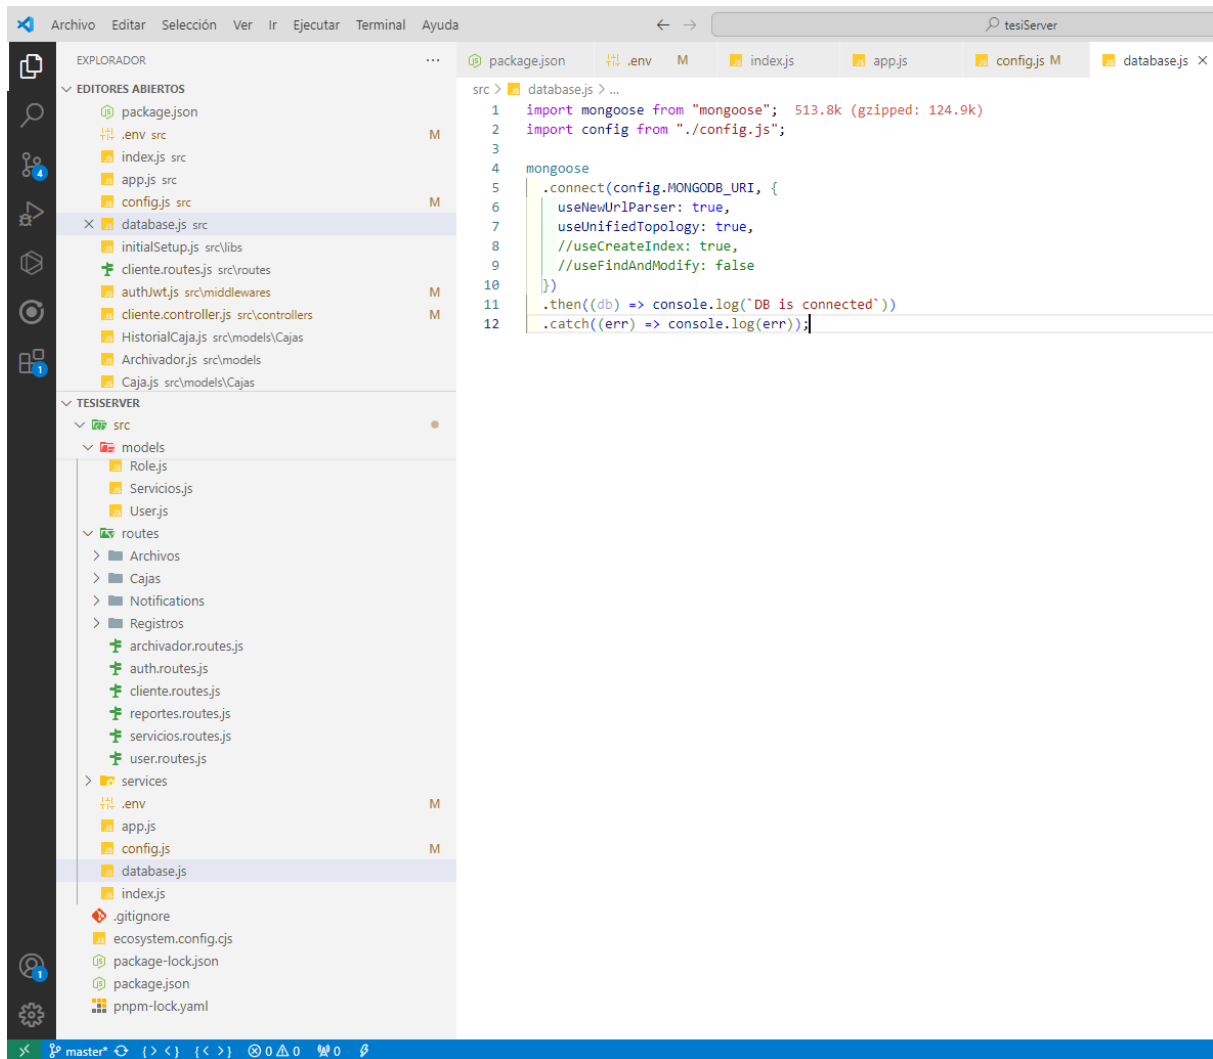 Archivo Editar Selección Ver Ir Ejecutar Terminal Ayuda
tesiServer
EXPLORADOR
EDITORES ABIERTOS
package.json
.env src M
index.js src
app.js src
config.js src M
database.js src
initialSetup.js src\libs
cliente.routes.js src\routes
authJwt.js src\middlewares M
cliente.controller.js src\controllers M
HistorialCaja.js src\models\Cajas
Archivador.js src\models
Caja.js src\models\Cajas
TESISERVER
src
models
Role.js
Servicios.js
User.js
routes
Archivos
Cajas
Notifications
Registros
archivador.routes.js
auth.routes.js
cliente.routes.js
reportes.routes.js
servicios.routes.js
user.routes.js
services
.env M
app.js
config.js M
database.js
index.js
.gitignore
ecosystem.config.cjs
package-lock.json
package.json
pnpm-lock.yaml
4
1
1
package.json .env M index.js app.js config.js M database.js
src > database.js > ...
1 import mongoose from "mongoose"; 513.8k (gzipped: 124.9k)
2 import config from "./config.js";
3
4 mongoose
5 .connect(config.MONGODB_URI, {
6 useNewUrlParser: true,
7 useUnifiedTopology: true,
8 //useCreateIndex: true,
9 //useFindAndModify: false
10 })
11 .then((db) => console.log(`DB is connected`))
12 .catch((err) => console.log(err));
master* {> <} {< >} 0 0 0